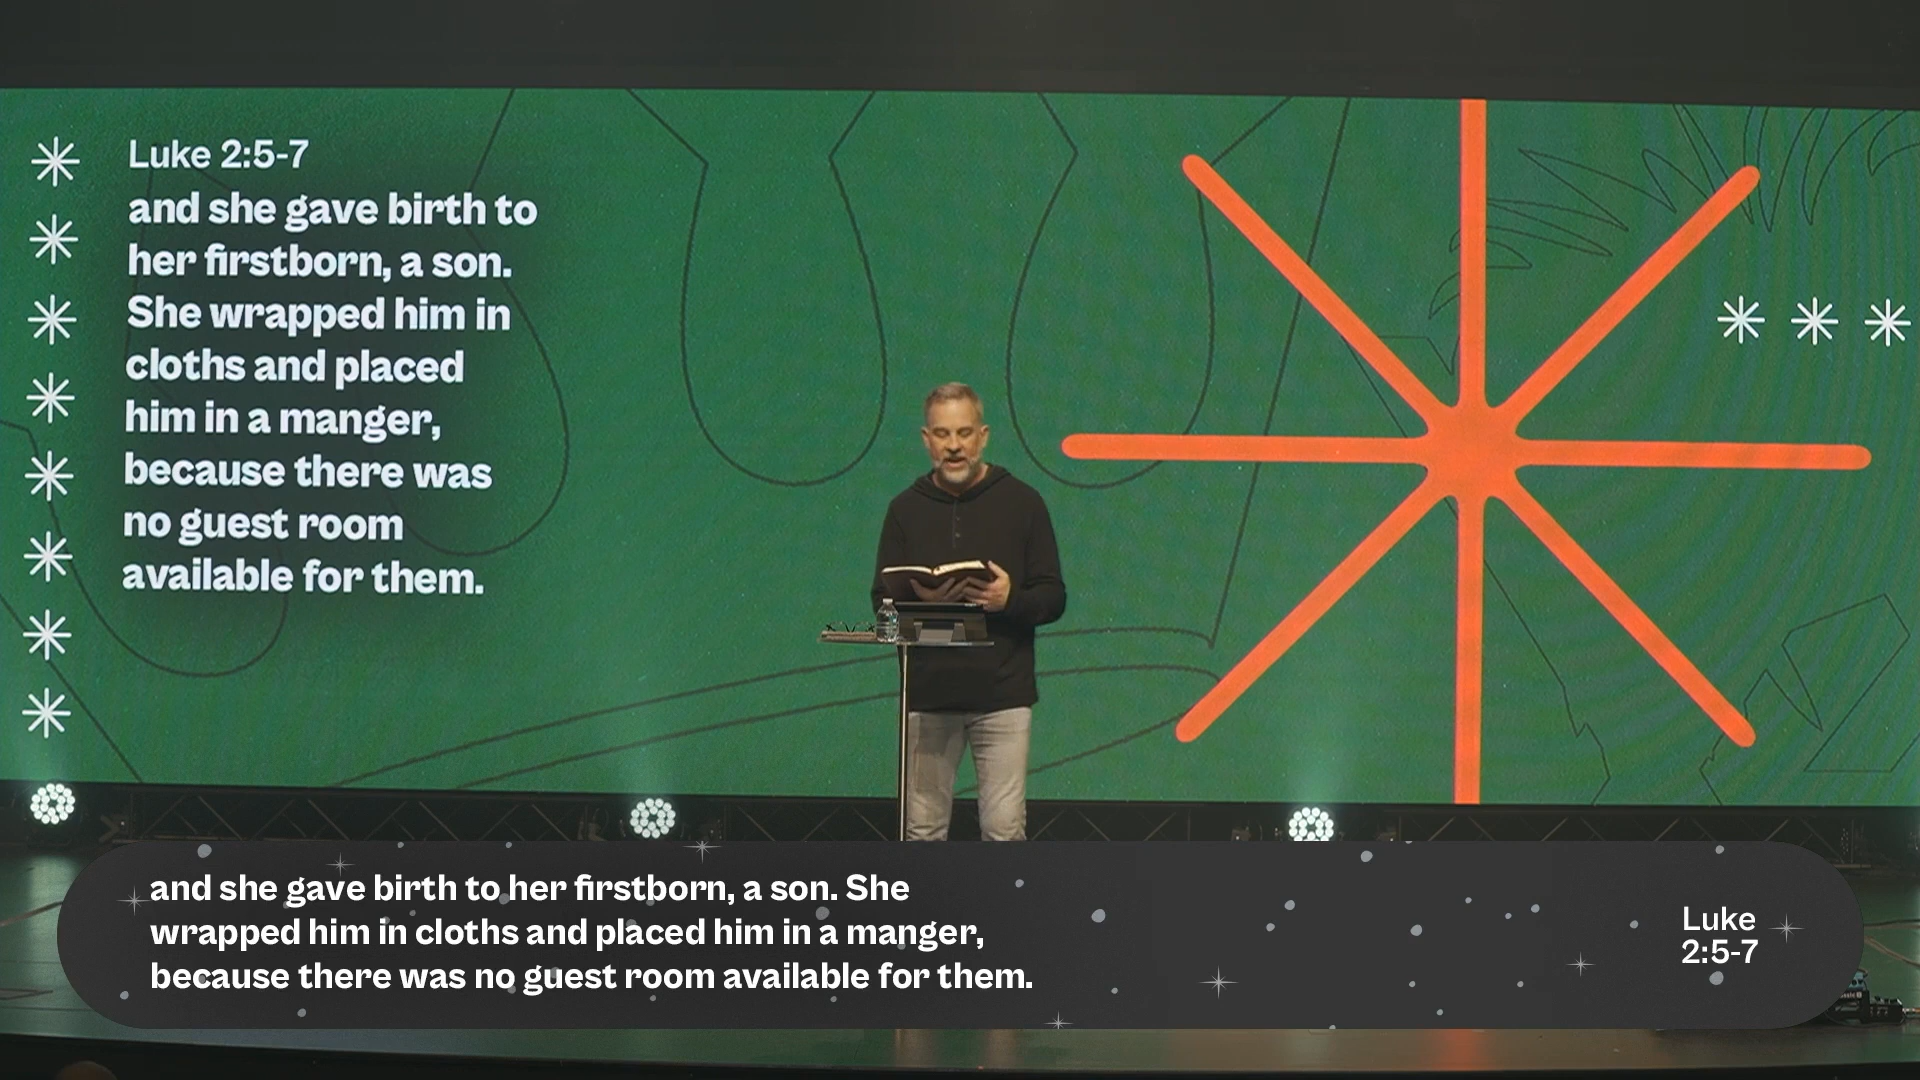 Luke 2:5-7
and she gave birth to
her firstborn, a son.
She wrapped him in
cloths and placed
him in a manger,
because there was
no guest room
available for them.
and she gave birth to her firstborn, a son. She
wrapped him in cloths and placed him in a manger,
because there was no guest room available for them.
Luke
2:5-7